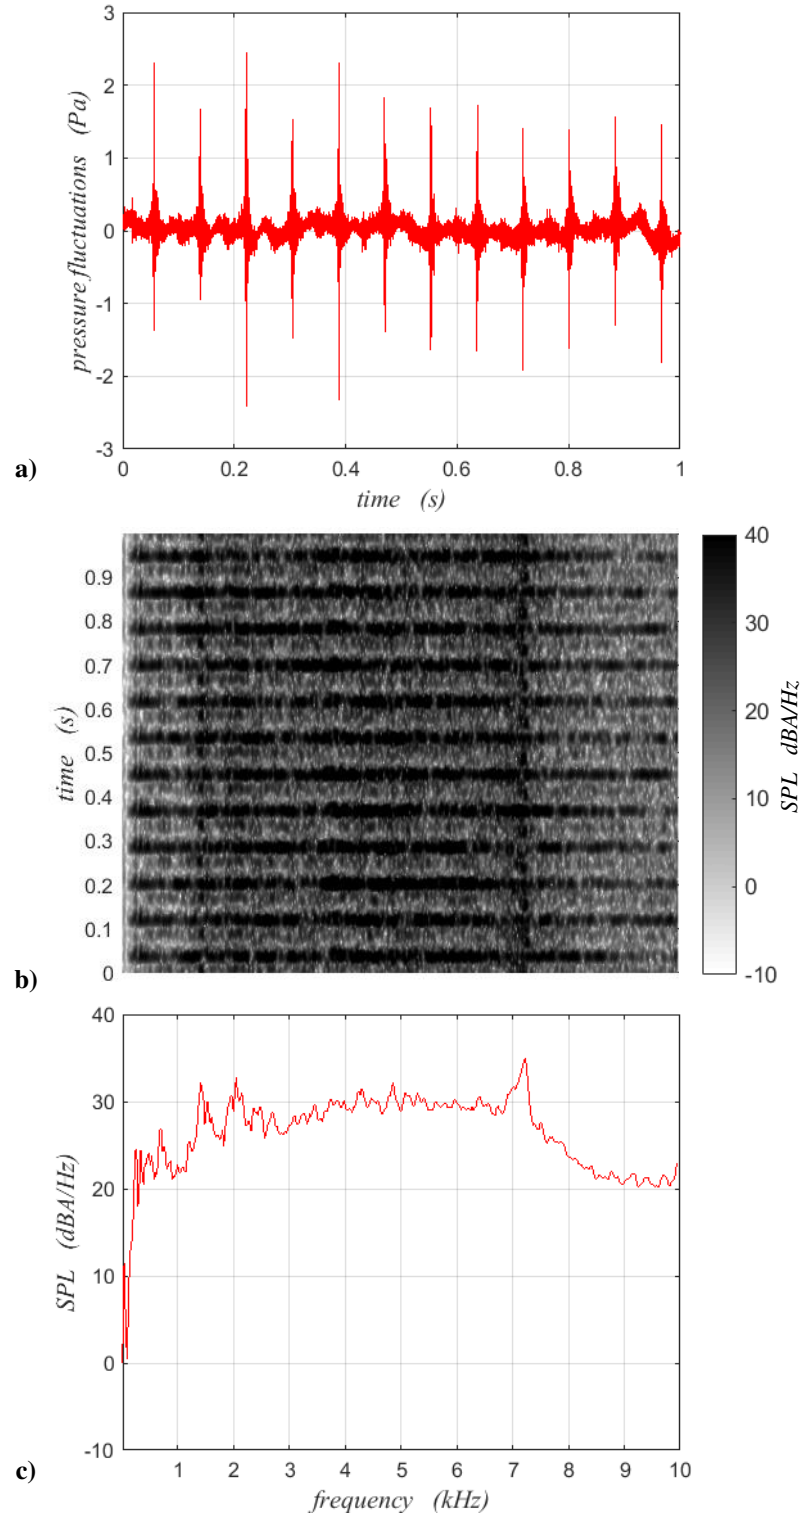 3
2
1
0
-1
-2
-3
pressure fluctuations (Pa)
0 0.2 0.4 0.6 0.8 1
time (s)
a)
0.9
0.8
0.7
0.6
0.5
0.4
0.3
0.2
0.1
0
time (s)
40
30
20
10
0
-10
SPL dBA/Hz
b)
40
30
20
10
0
-10
SPL (dBA/Hz)
1 2 3 4 5 6 7 8 9 10
frequency (kHz)
c)